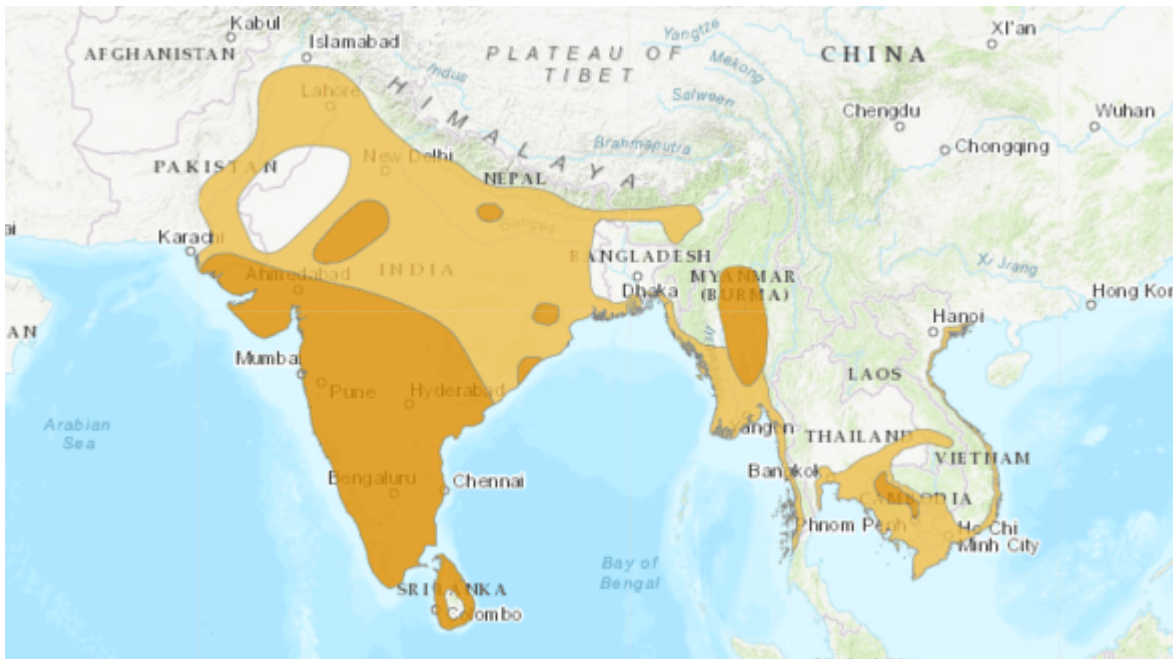 Kabul
AFGHANISTAN
Islamabad
Indus
PLATEAU OF
TIBET
Yangtze
Mekong
Salween
CHINA
Xi'an
Chengdu
Wuhan
Chongqing
Lahore
HIMALAYA
Brahmaputra
PAKISTAN
New Delhi
NEPAL
Ganges
Karachi
Ahmedabad
INDIA
BANGLADESH
Dhaka
MYANMAR
(BURMA)
Hanoi
Hong Kon
AN
Mumbai
Pune
Hyderabad
LAOS
Arabian
Sea
Yangon
THAILAND
VIETNAM
Bengaluru
Chennai
Bangkok
CAMBODIA
Phnom Penh
Ho Chi
Minh City
Bay of
Bengal
SRI LANKA
Colombo